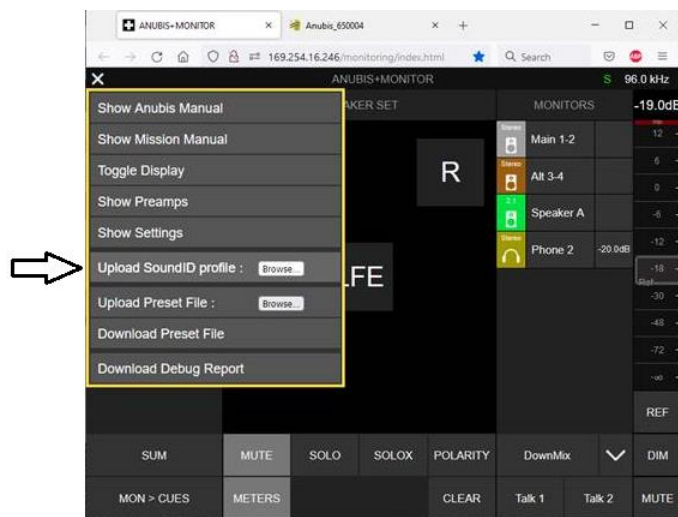 ANUBIS+MONITOR
Anubis_650004
169.254.16.246/monitoring/index.html
Search
ABP
ANUBIS+MONITOR
S 96.0 kHz
Show Anubis Manual
Show Mission Manual
Toggle Display
Show Preamps
Show Settings
Upload SoundID profile : Browse...
Upload Preset File : Browse...
Download Preset File
Download Debug Report
AKER SET
R
FE
MONITORS
Stereo
Main 1-2
Stereo
Alt 3-4
2.1
Speaker A
Stereo
Phone 2
-20.0dB
-19.0dB
12
6
0
-6
-12
-18
Ref
-30
-48
-72
-∞
REF
SUM MUTE SOLO SOLOX POLARITY DownMix DIM
MON > CUES METERS CLEAR Talk 1 Talk 2 MUTE